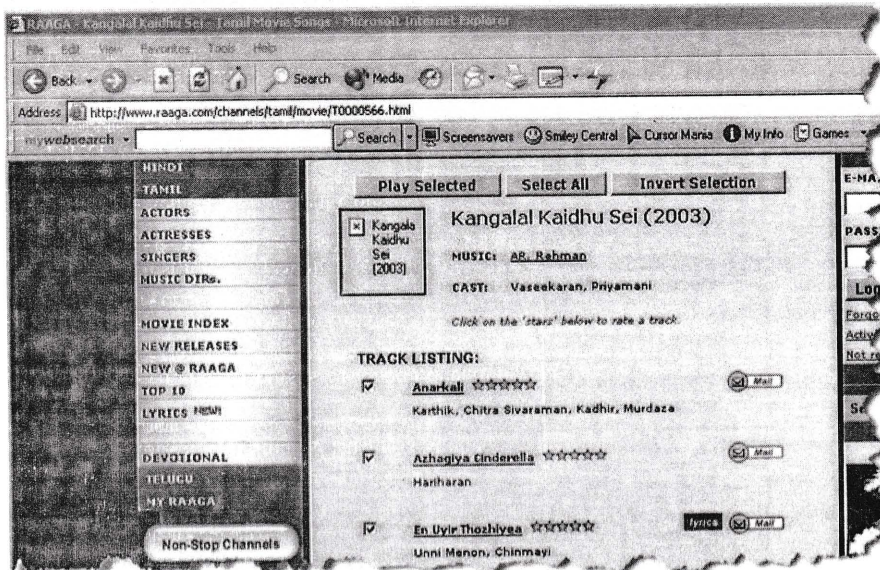 RAAGA - Kangalal Kaidhu Sei - Tamil Movie Songs - Microsoft Internet Explorer
File Edit View Favorites Tools Help
Back Search Media
Address http://www.raaga.com/channels/tamil/movie/T0000566.html
mywebsearch Search Screensavers Smiley Central Cursor Mania My Info Games
HINDI
TAMIL
ACTORS
ACTRESSES
SINGERS
MUSIC DIRs.
MOVIE INDEX
NEW RELEASES
NEW @ RAAGA
TOP 10
LYRICS NEW!
DEVOTIONAL
TELUGU
MY RAAGA
Non-Stop Channels
Play Selected Select All Invert Selection
Kangala
Kaidhu
Sei
(2003)
Kangalal Kaidhu Sei (2003)
MUSIC: AR. Rahman
CAST: Vaseekaran, Priyamani
Click on the 'stars' below to rate a track.
TRACK LISTING:
Anarkali Mail
Karthik, Chitra Sivaraman, Kadhir, Murdaza
Azhagiya Cinderella Mail
Hariharan
En Uyir Thozhiyea lyrics Mail
Unni Menon, Chinmayi
E-MA
PASS
Log
Forgo
Activ
Not re
Se